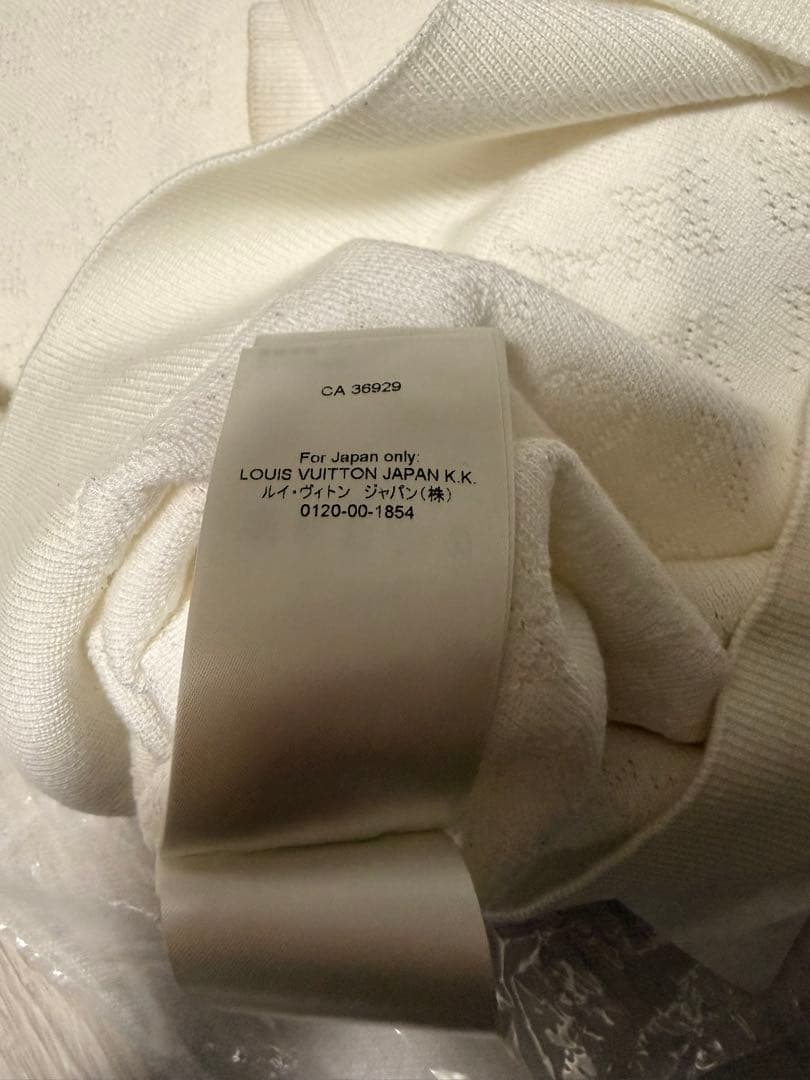 CA 36929
For Japan only:
LOUIS VUITTON JAPAN K.K.
ルイ・ヴィトン　ジャパン(株)
0120-00-1854